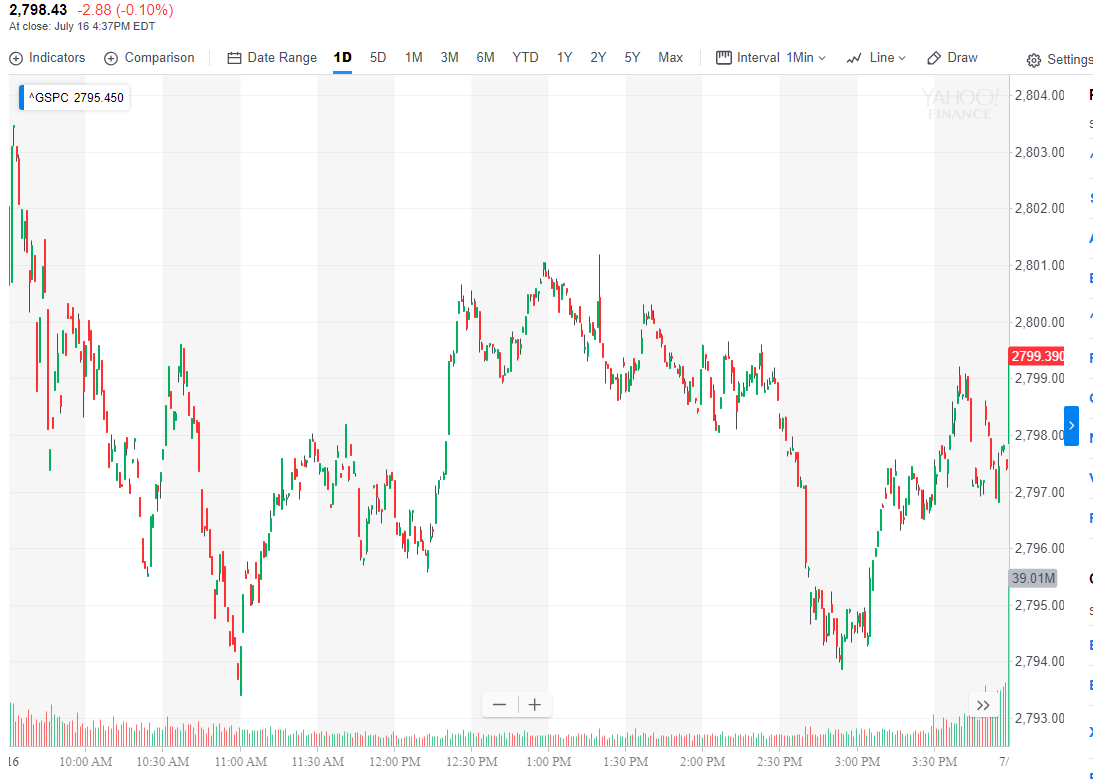 2,798.43 -2.88 (-0.10%)
At close: July 16 4:37PM EDT
Indicators Comparison Date Range 1D 5D 1M 3M 6M YTD 1Y 2Y 5Y Max Interval 1Min Line Draw Settings
^GSPC 2795.450
YAHOO!
FINANCE
2,804.00
2,803.00
2,802.00
2,801.00
2,800.00
2799.390
2,799.00
2,798.00
2,797.00
2,796.00
39.01M
2,795.00
2,794.00
2,793.00
16 10:00 AM 10:30 AM 11:00 AM 11:30 AM 12:00 PM 12:30 PM 1:00 PM 1:30 PM 2:00 PM 2:30 PM 3:00 PM 3:30 PM 7/